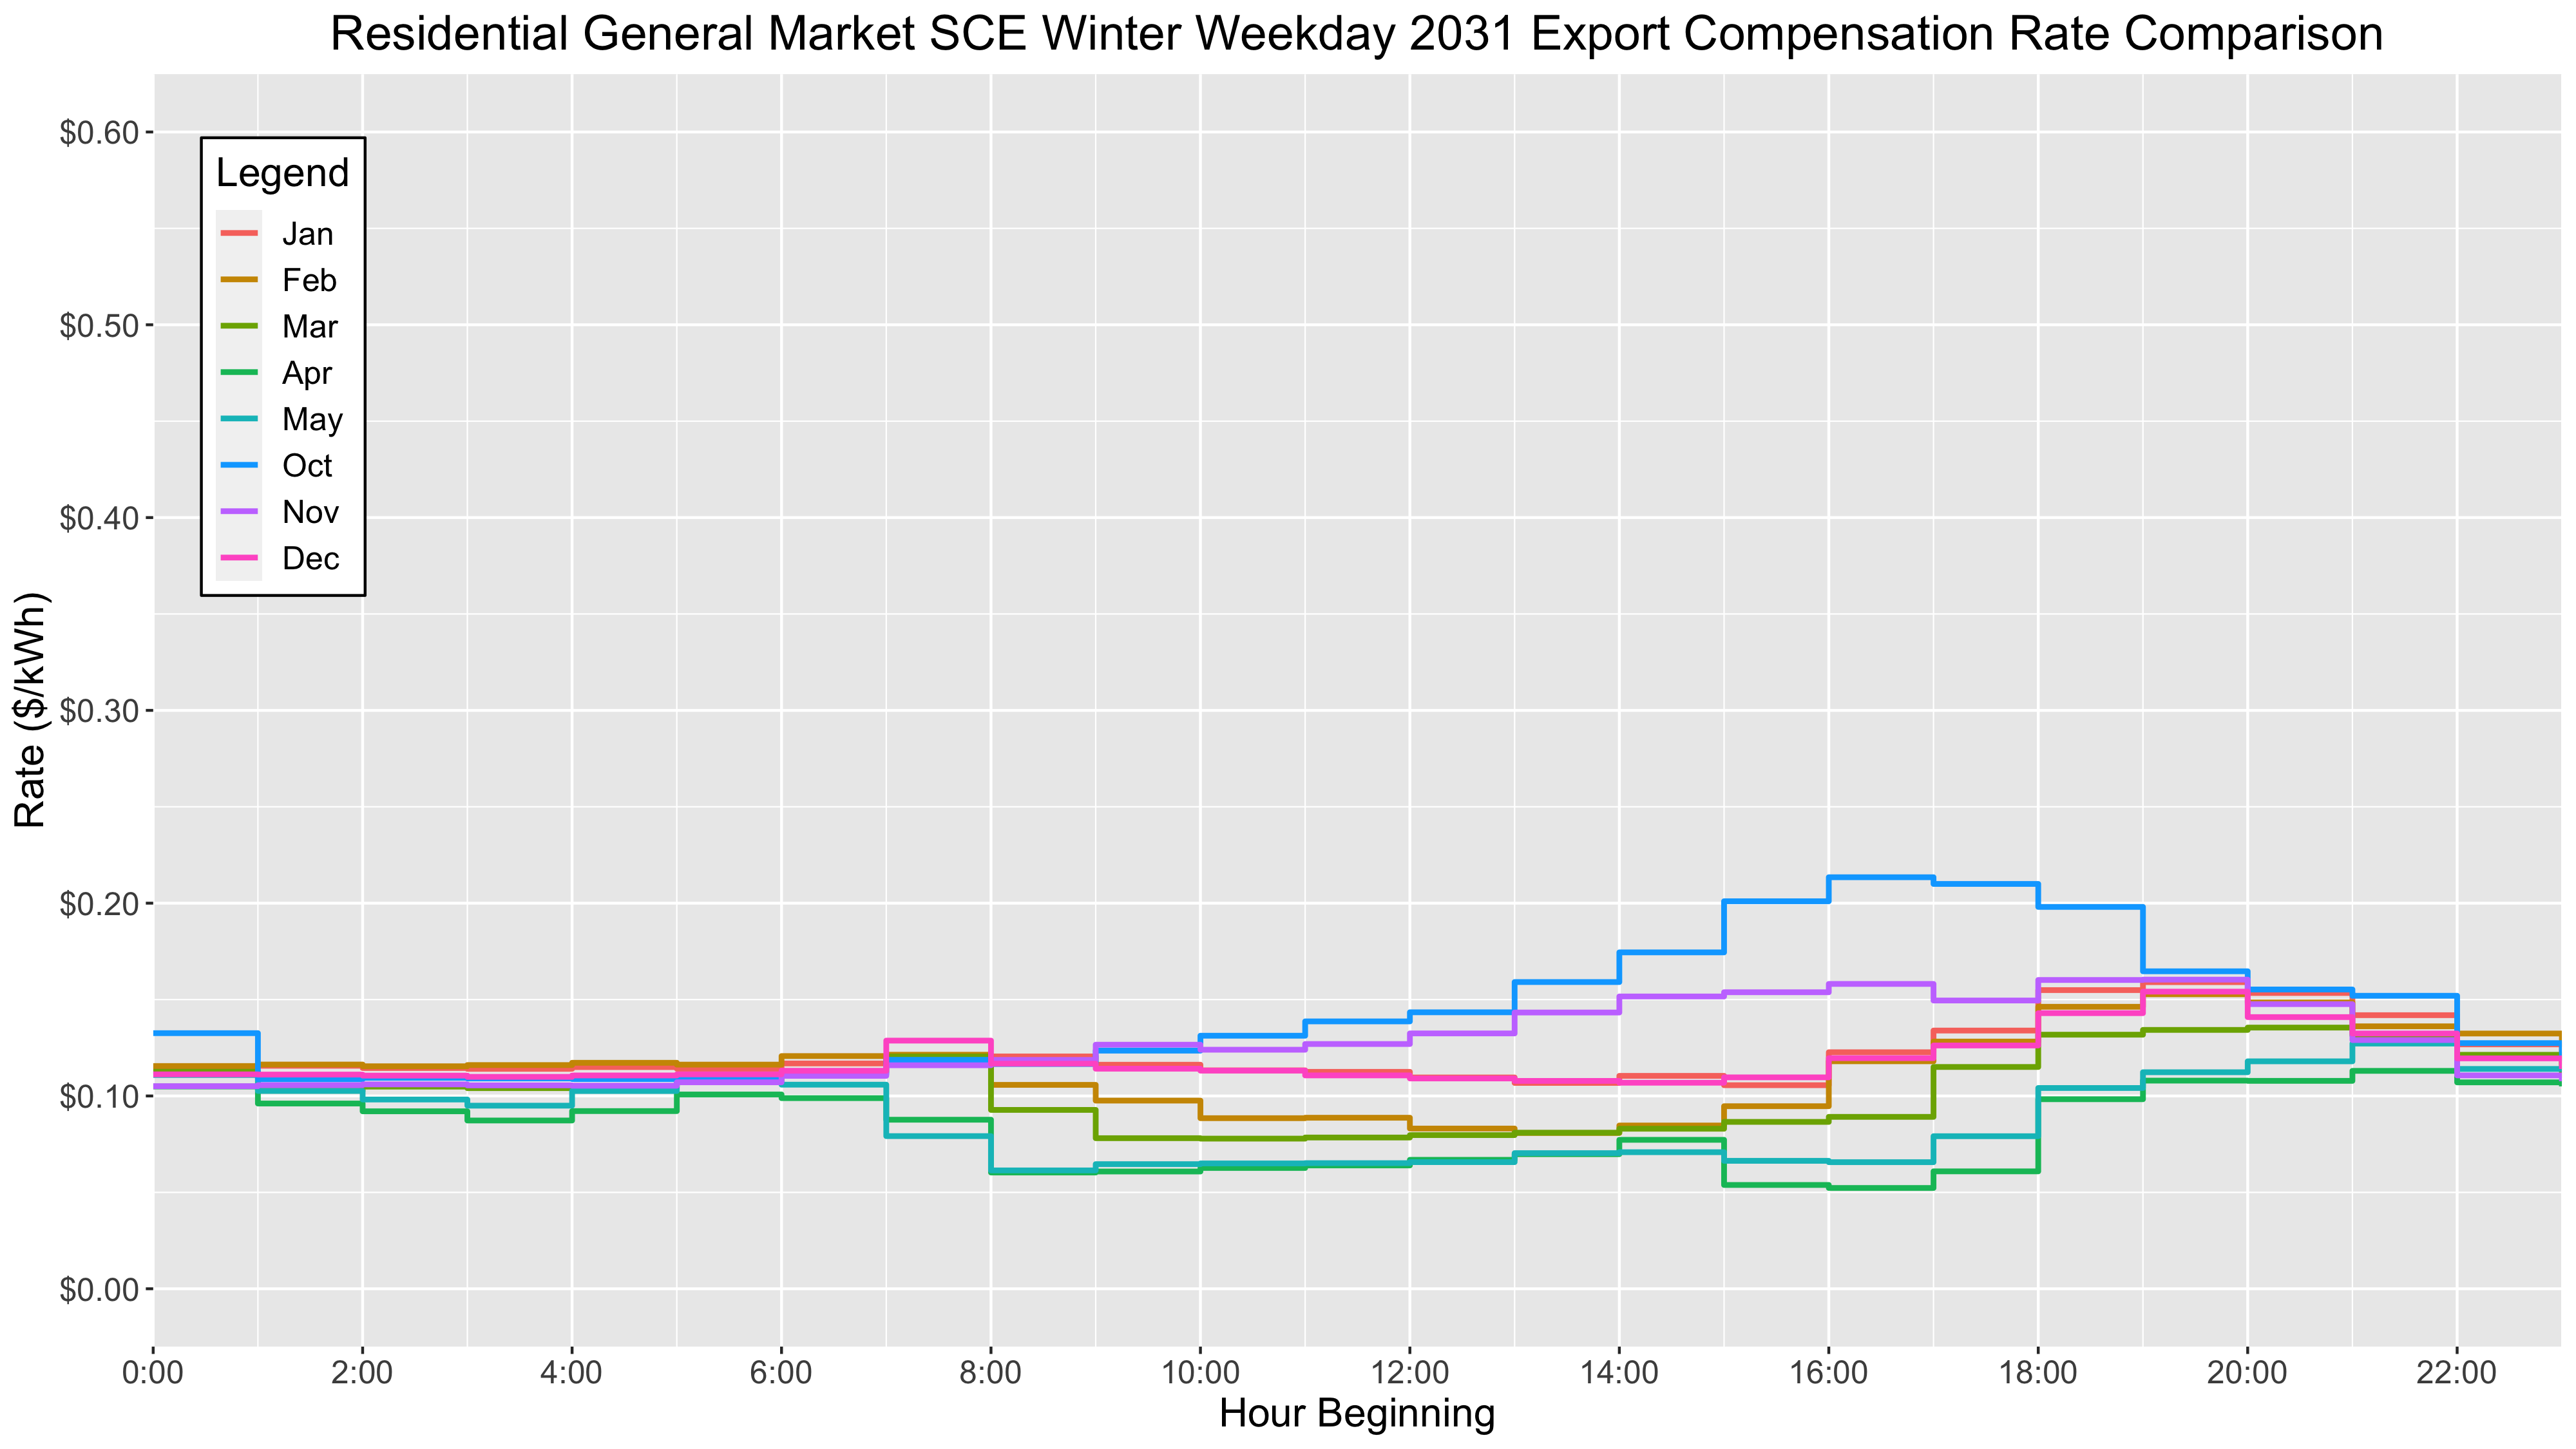 Residential General Market SCE Winter Weekday 2031 Export Compensation Rate Comparison
$0.60
$0.50
$0.40
$0.30
$0.20
$0.10
$0.00
Rate ($/kWh)
Legend
Jan
Feb
Mar
Apr
May
Oct
Nov
Dec
0:00 2:00 4:00 6:00 8:00 10:00 12:00 14:00 16:00 18:00 20:00 22:00
Hour Beginning